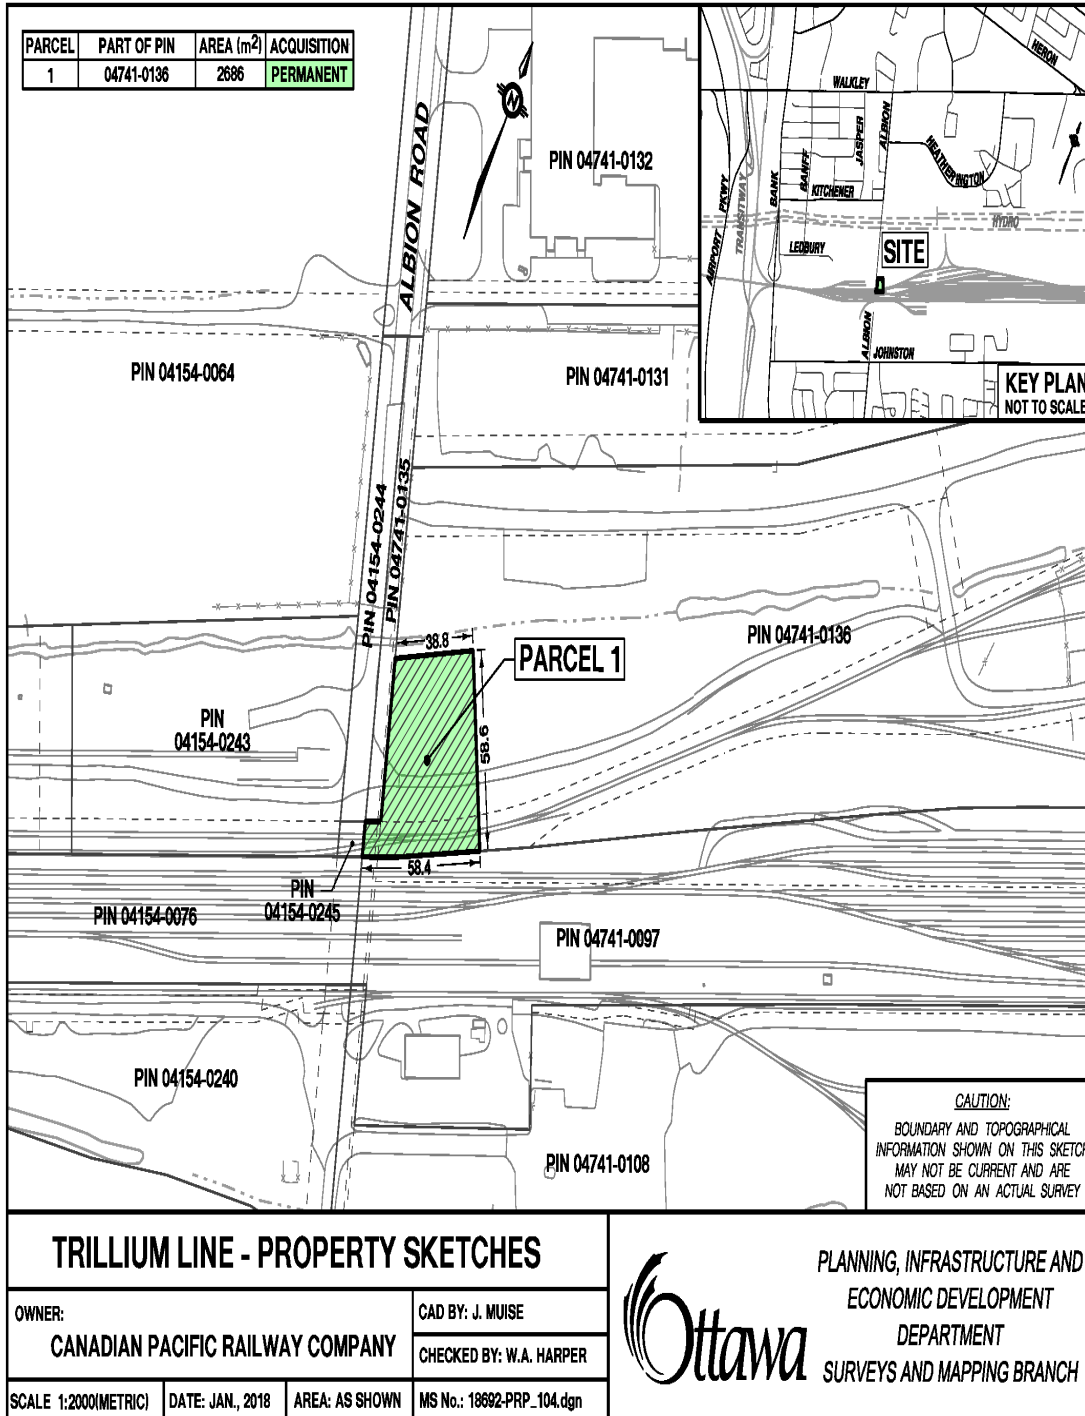 PARCEL PART OF PIN AREA (m²) ACQUISITION
1 04741-0136 2686 PERMANENT
ALBION ROAD
N
PIN 04741-0132
PIN 04154-0064
PIN 04741-0131
PIN 04154-0244
PIN 04741-0135
HERON
WALKLEY
ALBION
JASPER
HEATHERINGTON
BANFF
BANK
KITCHENER
AIRPORT PKWY
TRANSITWAY
HYDRO
LEDBURY
SITE
ALBION
JOHNSTON
KEY PLAN
NOT TO SCALE
38.8
PARCEL 1
PIN 04741-0136
58.6
PIN
04154-0243
58.4
PIN
04154-0245
PIN 04154-0076
PIN 04741-0097
PIN 04154-0240
PIN 04741-0108
CAUTION:
BOUNDARY AND TOPOGRAPHICAL
INFORMATION SHOWN ON THIS SKETCH
MAY NOT BE CURRENT AND ARE
NOT BASED ON AN ACTUAL SURVEY
TRILLIUM LINE - PROPERTY SKETCHES
OWNER:
CANADIAN PACIFIC RAILWAY COMPANY
CAD BY: J. MUISE
CHECKED BY: W.A. HARPER
SCALE 1:2000(METRIC)
DATE: JAN., 2018
AREA: AS SHOWN
MS No.: 18692-PRP_104.dgn
Ottawa
PLANNING, INFRASTRUCTURE AND
ECONOMIC DEVELOPMENT
DEPARTMENT
SURVEYS AND MAPPING BRANCH